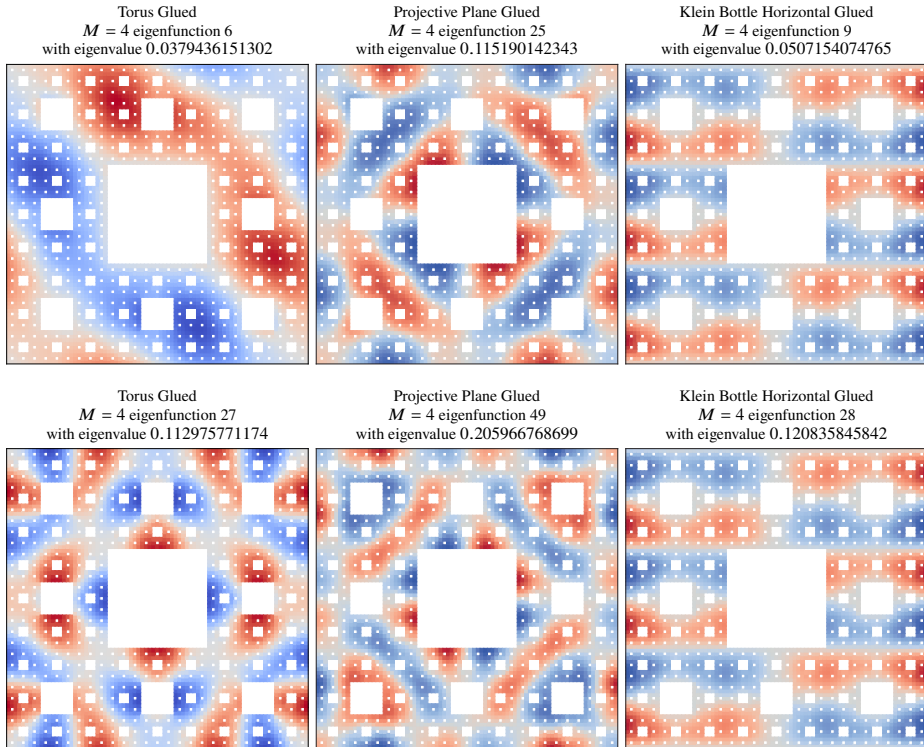 Torus Glued
M = 4 eigenfunction 6
with eigenvalue 0.0379436151302
Projective Plane Glued
M = 4 eigenfunction 25
with eigenvalue 0.115190142343
Klein Bottle Horizontal Glued
M = 4 eigenfunction 9
with eigenvalue 0.0507154074765
Torus Glued
M = 4 eigenfunction 27
with eigenvalue 0.112975771174
Projective Plane Glued
M = 4 eigenfunction 49
with eigenvalue 0.205966768699
Klein Bottle Horizontal Glued
M = 4 eigenfunction 28
with eigenvalue 0.120835845842